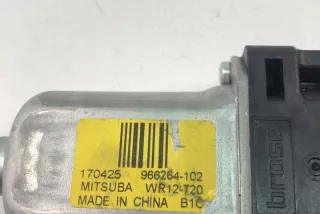 170425 966264-102
MITSUBA WR12-T20
MADE IN CHINA B1C
brose